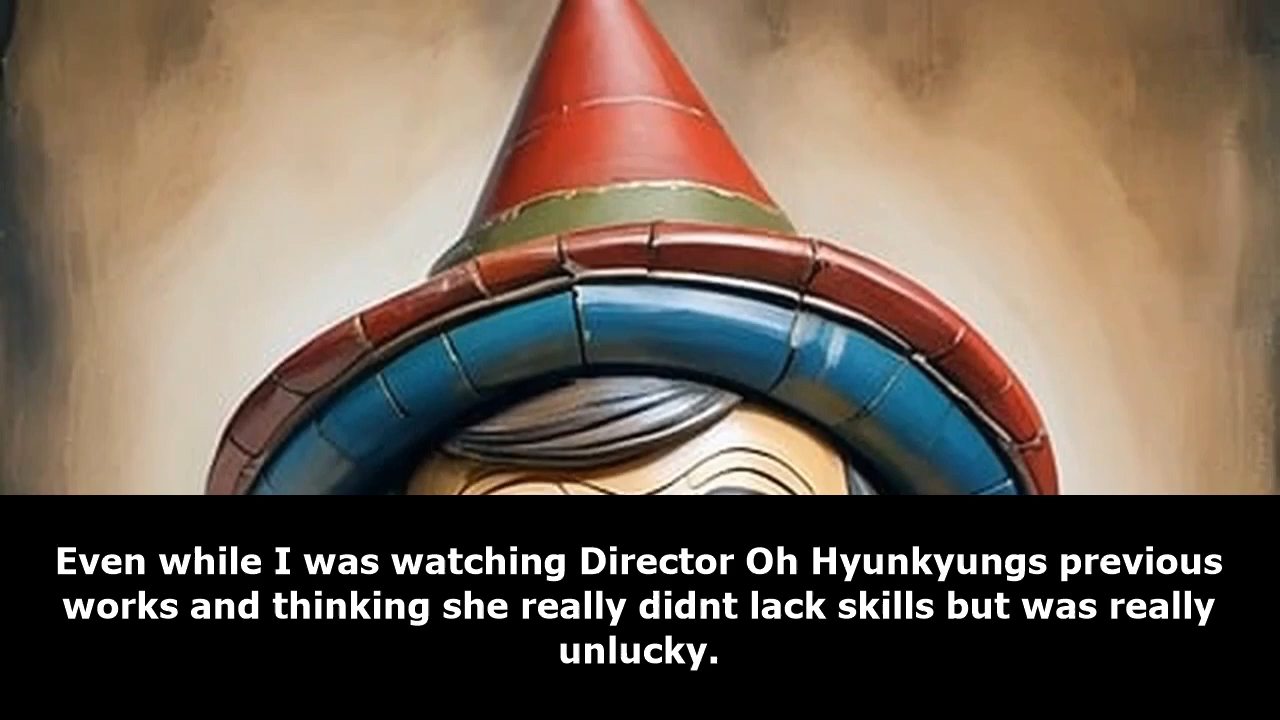 Even while I was watching Director Oh Hyunkyungs previous
works and thinking she really didnt lack skills but was really
unlucky.